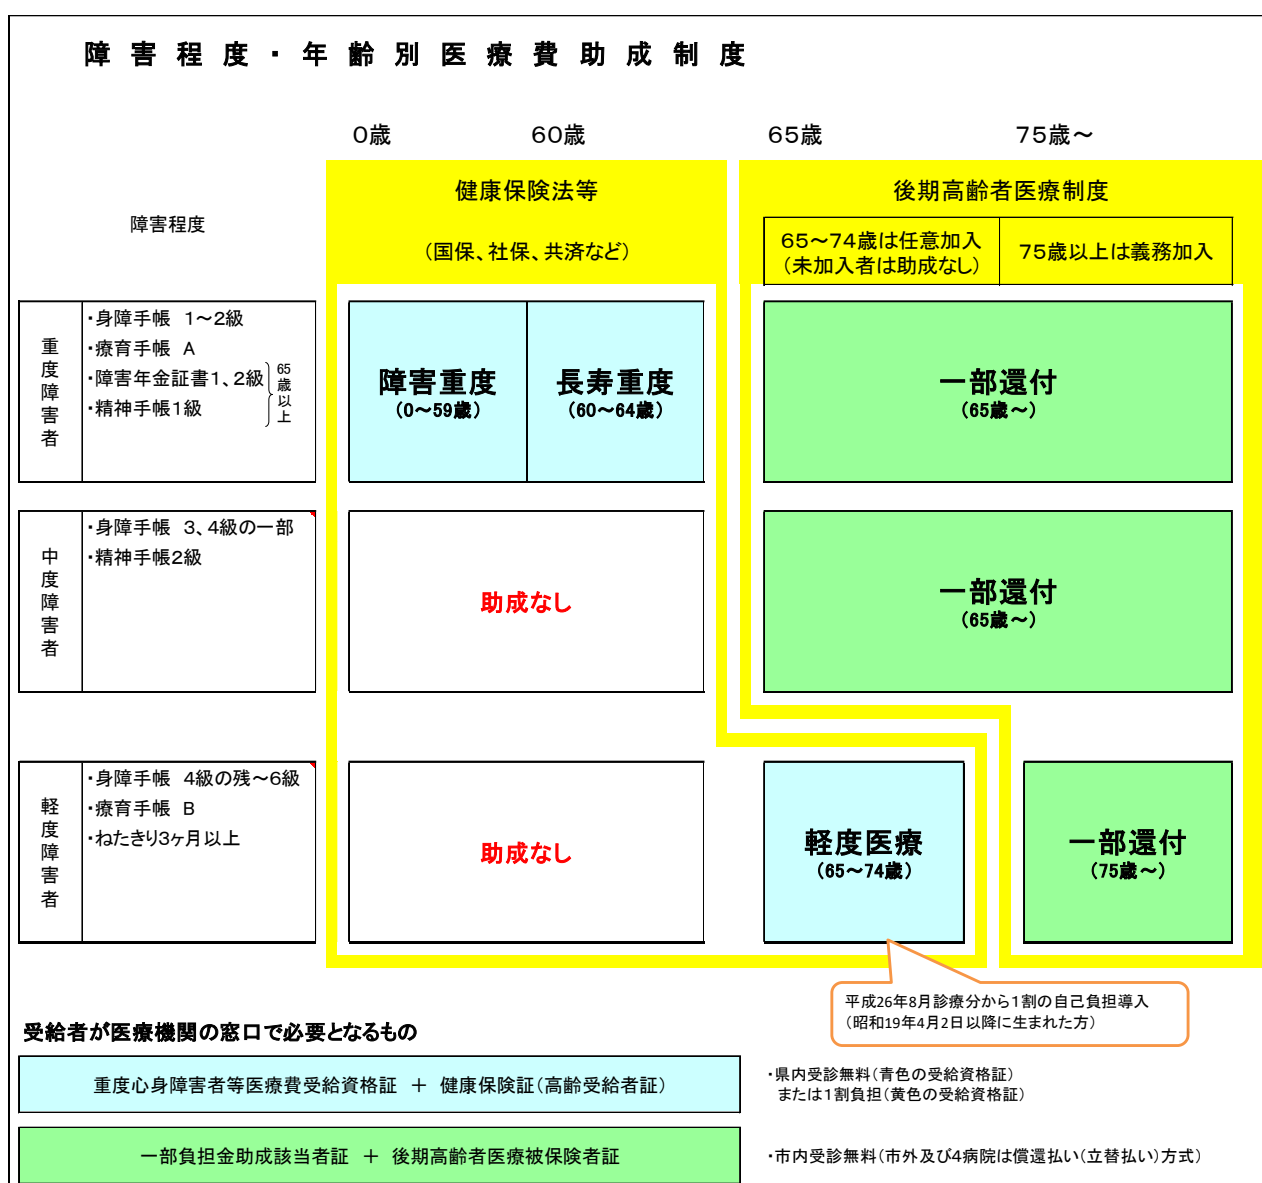 障害程度・年齢別医療費助成制度
0歳 60歳 65歳 75歳～
健康保険法等
（国保、社保、共済など）
後期高齢者医療制度
65～74歳は任意加入
（未加入者は助成なし）
75歳以上は義務加入
障害程度
重度障害者
・身障手帳 1～2級
・療育手帳 A
・障害年金証書1、2級
・精神手帳1級
65歳以上
障害重度
（0～59歳）
長寿重度
（60～64歳）
一部還付
（65歳～）
中度障害者
・身障手帳 3、4級の一部
・精神手帳2級
助成なし
一部還付
（65歳～）
軽度障害者
・身障手帳 4級の残～6級
・療育手帳 B
・ねたきり3ヶ月以上
助成なし
軽度医療
（65～74歳）
一部還付
（75歳～）
平成26年8月診療分から1割の自己負担導入
（昭和19年4月2日以降に生まれた方）
受給者が医療機関の窓口で必要となるもの
重度心身障害者等医療費受給資格証 ＋ 健康保険証（高齢受給者証）
・県内受診無料（青色の受給資格証）
または1割負担（黄色の受給資格証）
一部負担金助成該当者証 ＋ 後期高齢者医療被保険者証
・市内受診無料（市外及び4病院は償還払い（立替払い）方式）